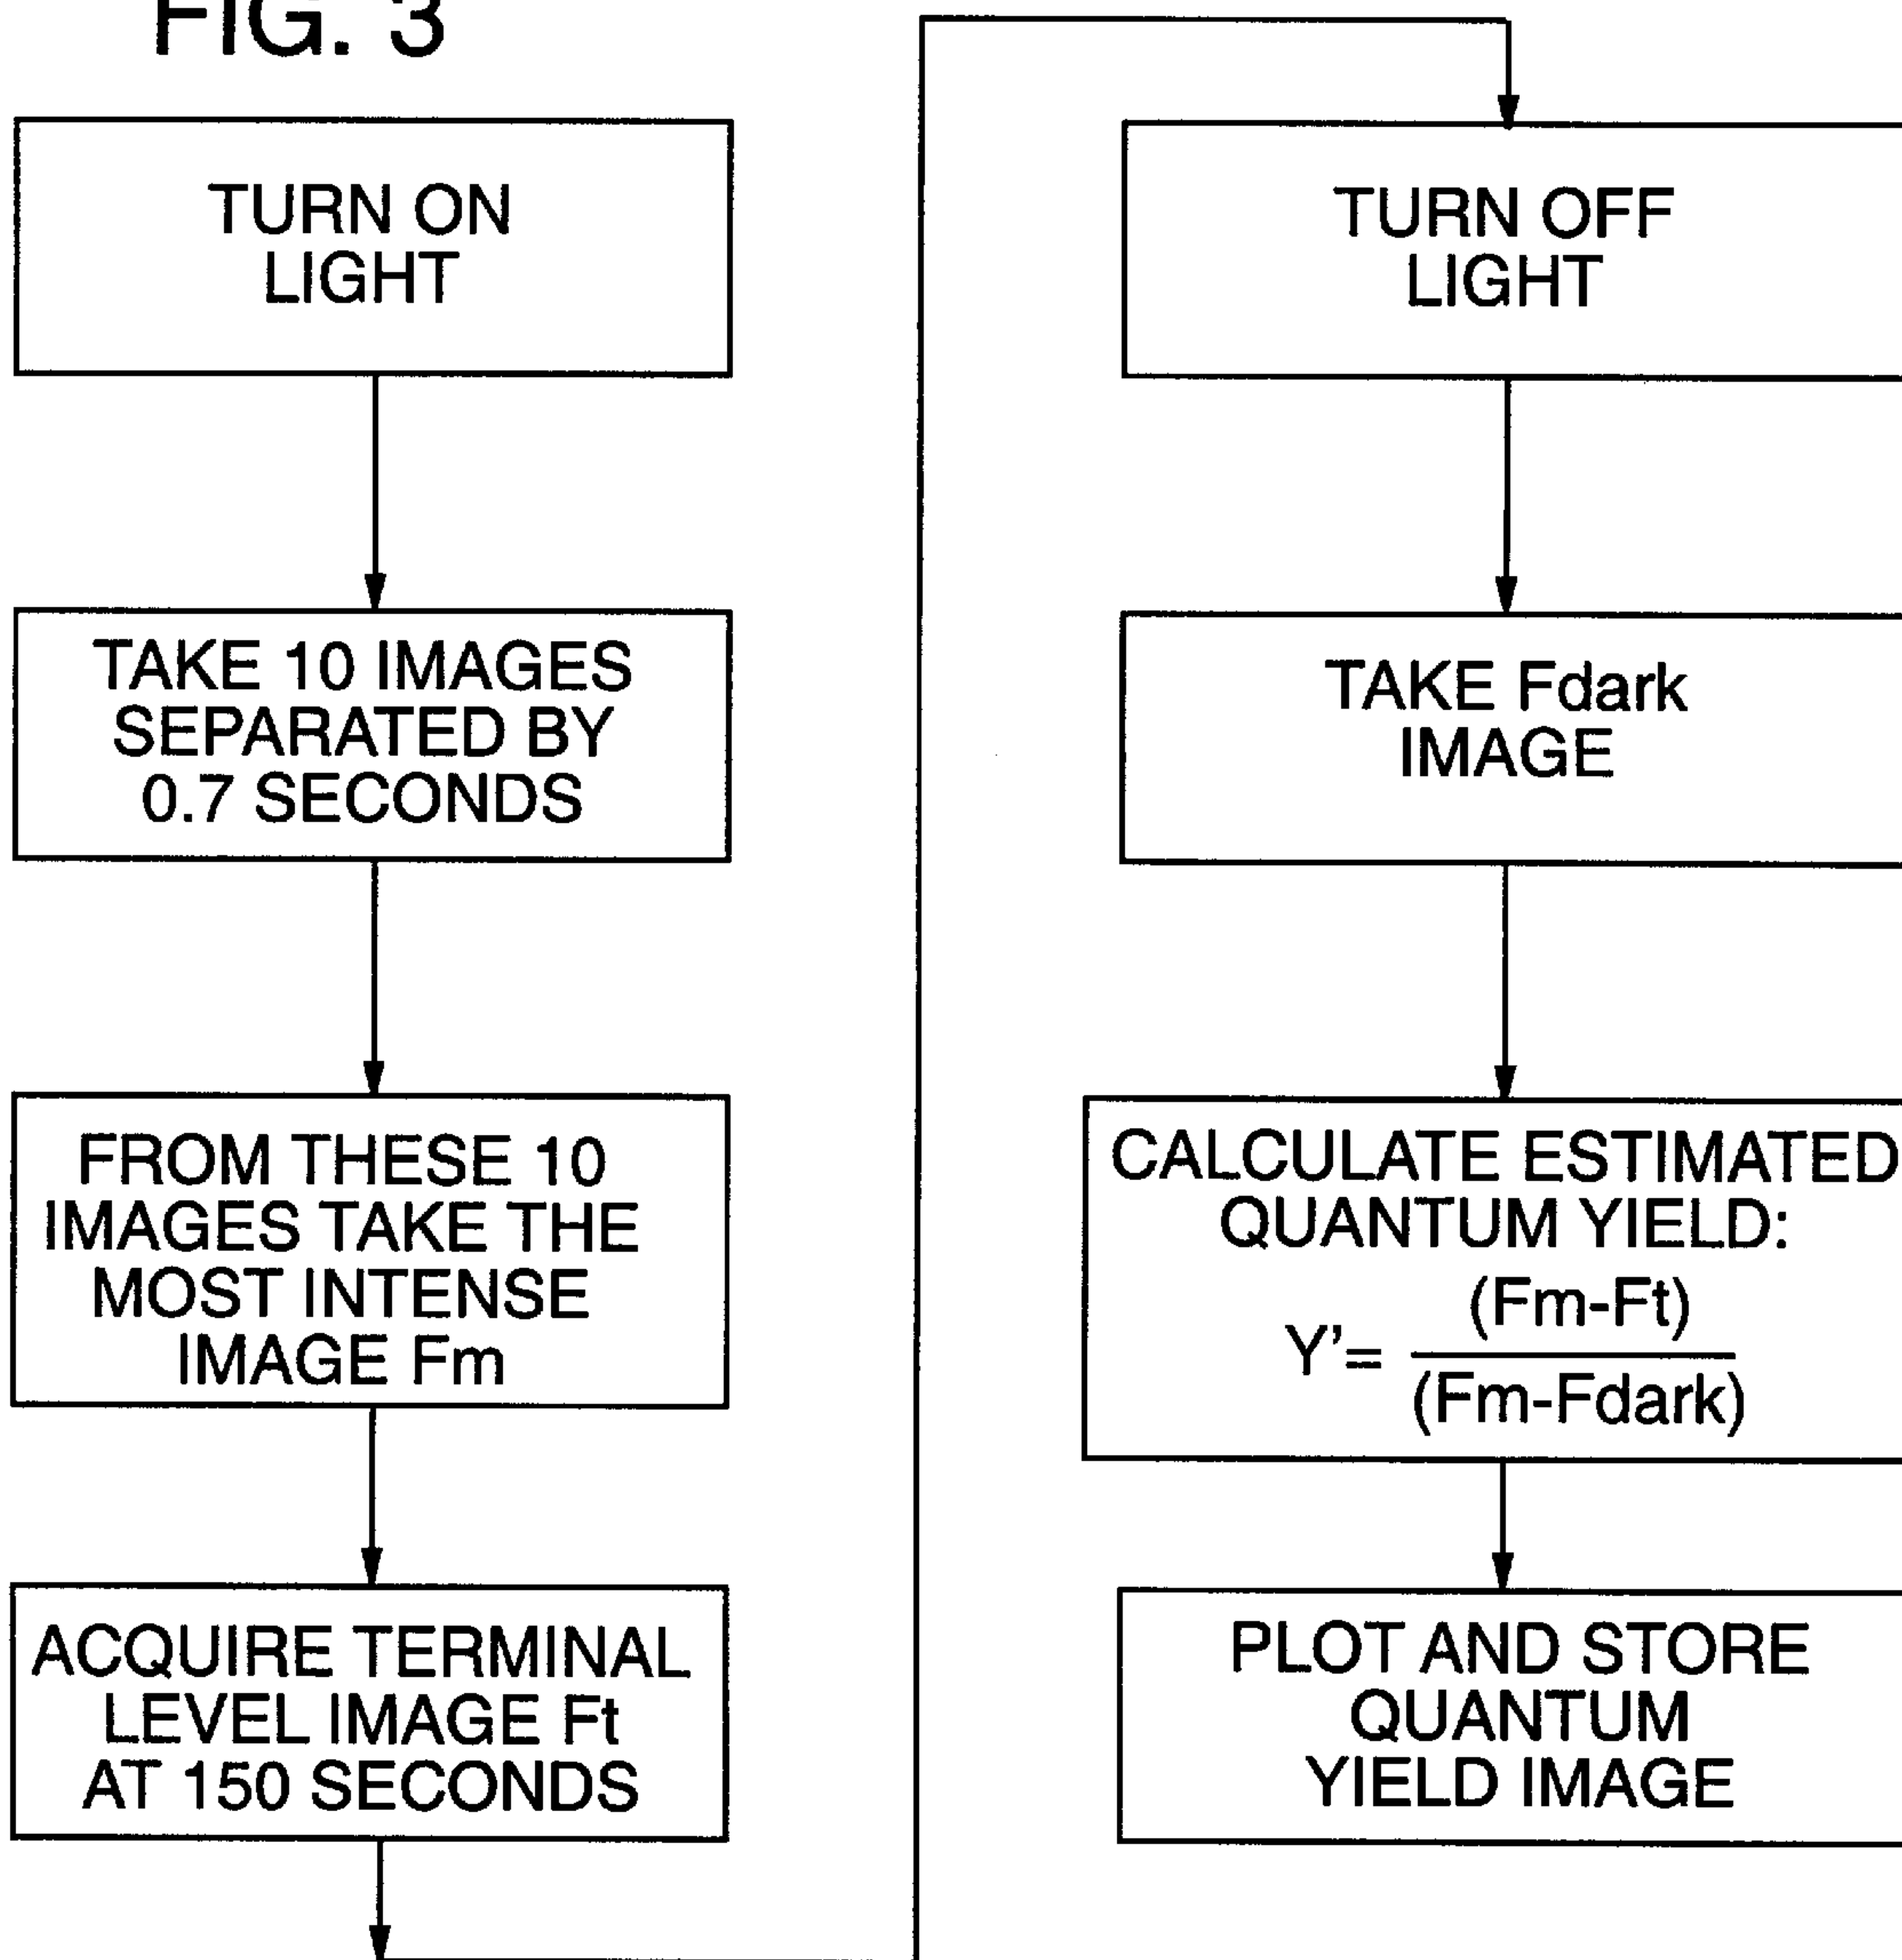 FIG. 3
TURN ON
LIGHT
TAKE 10 IMAGES
SEPARATED BY
0.7 SECONDS
FROM THESE 10
IMAGES TAKE THE
MOST INTENSE
IMAGE Fm
ACQUIRE TERMINAL
LEVEL IMAGE Ft
AT 150 SECONDS
TURN OFF
LIGHT
TAKE Fdark
IMAGE
CALCULATE ESTIMATED
QUANTUM YIELD:
(Fm-Ft)
Y'=
(Fm-Fdark)
PLOT AND STORE
QUANTUM
YIELD IMAGE